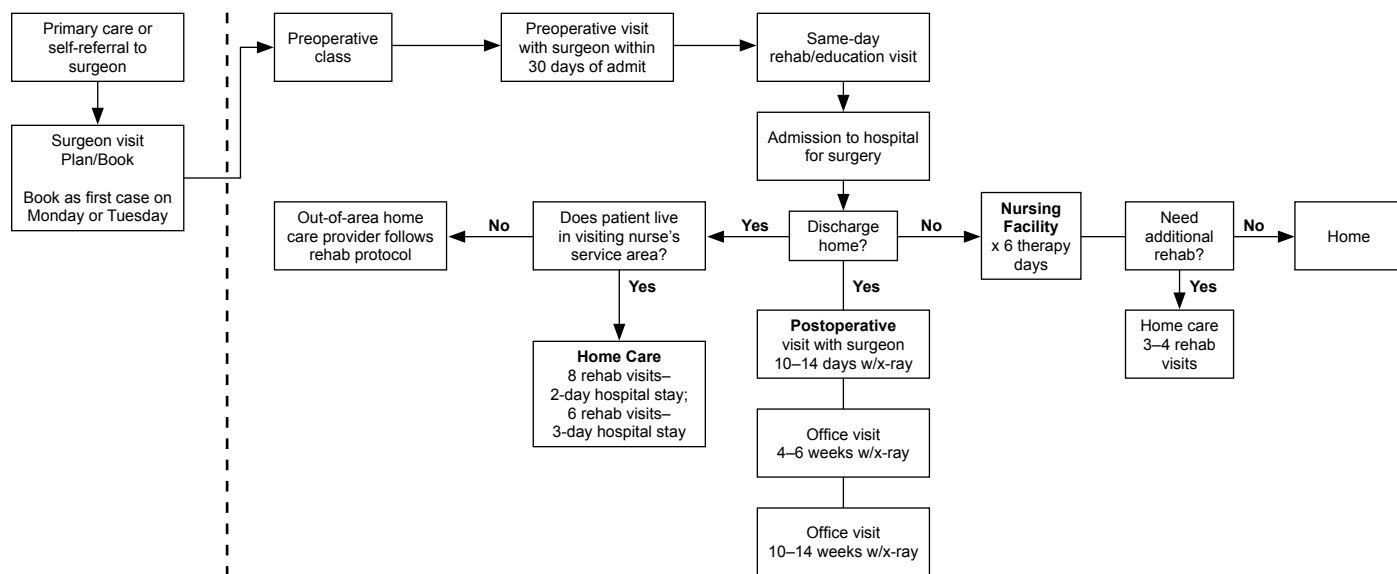 Primary care or
self-referral to
surgeon
Surgeon visit
Plan/Book
Book as first case on
Monday or Tuesday
Preoperative
class
Preoperative visit
with surgeon within
30 days of admit
Same-day
rehab/education visit
Admission to hospital
for surgery
Discharge
home?
Yes
Does patient live
in visiting nurse’s
service area?
No
Out-of-area home
care provider follows
rehab protocol
Yes
Home Care
8 rehab visits–
2-day hospital stay;
6 rehab visits–
3-day hospital stay
Yes
Postoperative
visit with surgeon
10–14 days w/x-ray
Office visit
4–6 weeks w/x-ray
Office visit
10–14 weeks w/x-ray
No
Nursing
Facility
x 6 therapy
days
Need
additional
rehab?
No
Home
Yes
Home care
3–4 rehab
visits